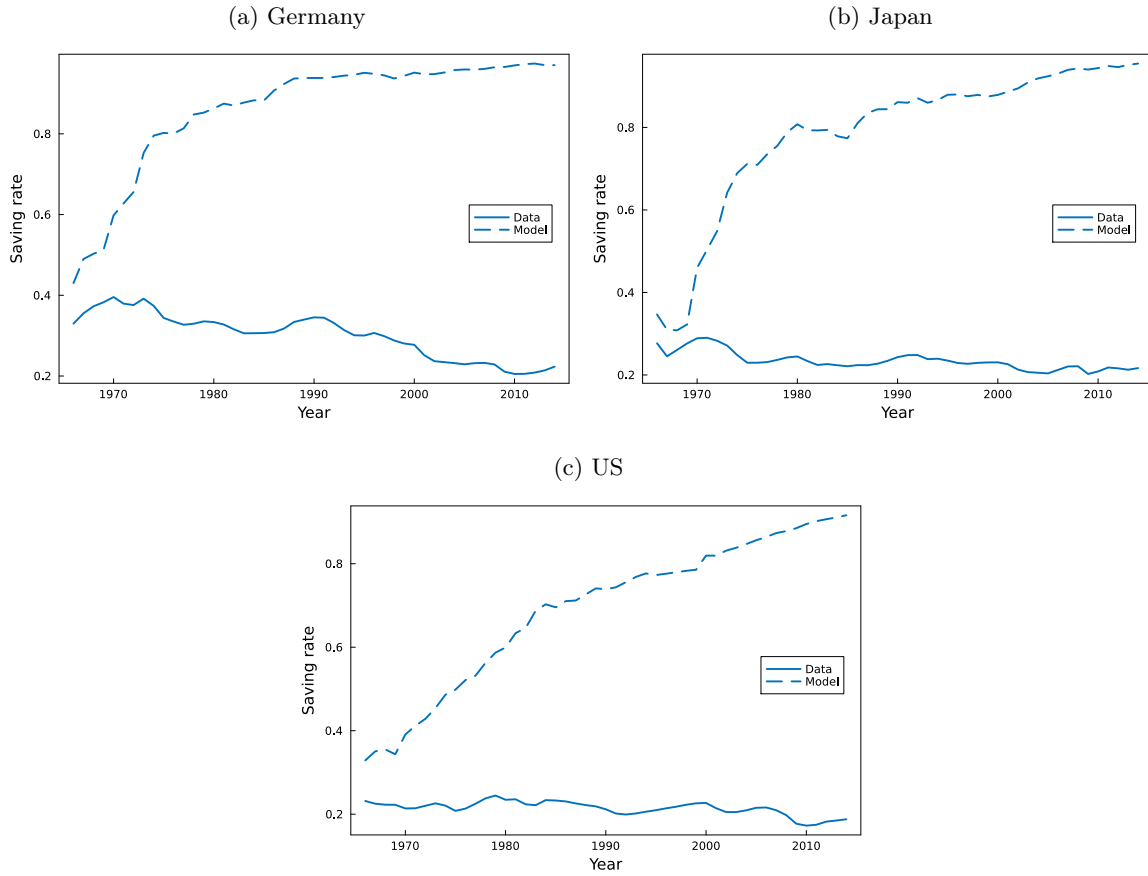 (a) Germany
Saving rate
0.8
0.6
0.4
0.2
Data
Model
1970 1980 1990 2000 2010
Year
(b) Japan
Saving rate
0.8
0.6
0.4
0.2
Data
Model
1970 1980 1990 2000 2010
Year
(c) US
Saving rate
0.8
0.6
0.4
0.2
Data
Model
1970 1980 1990 2000 2010
Year